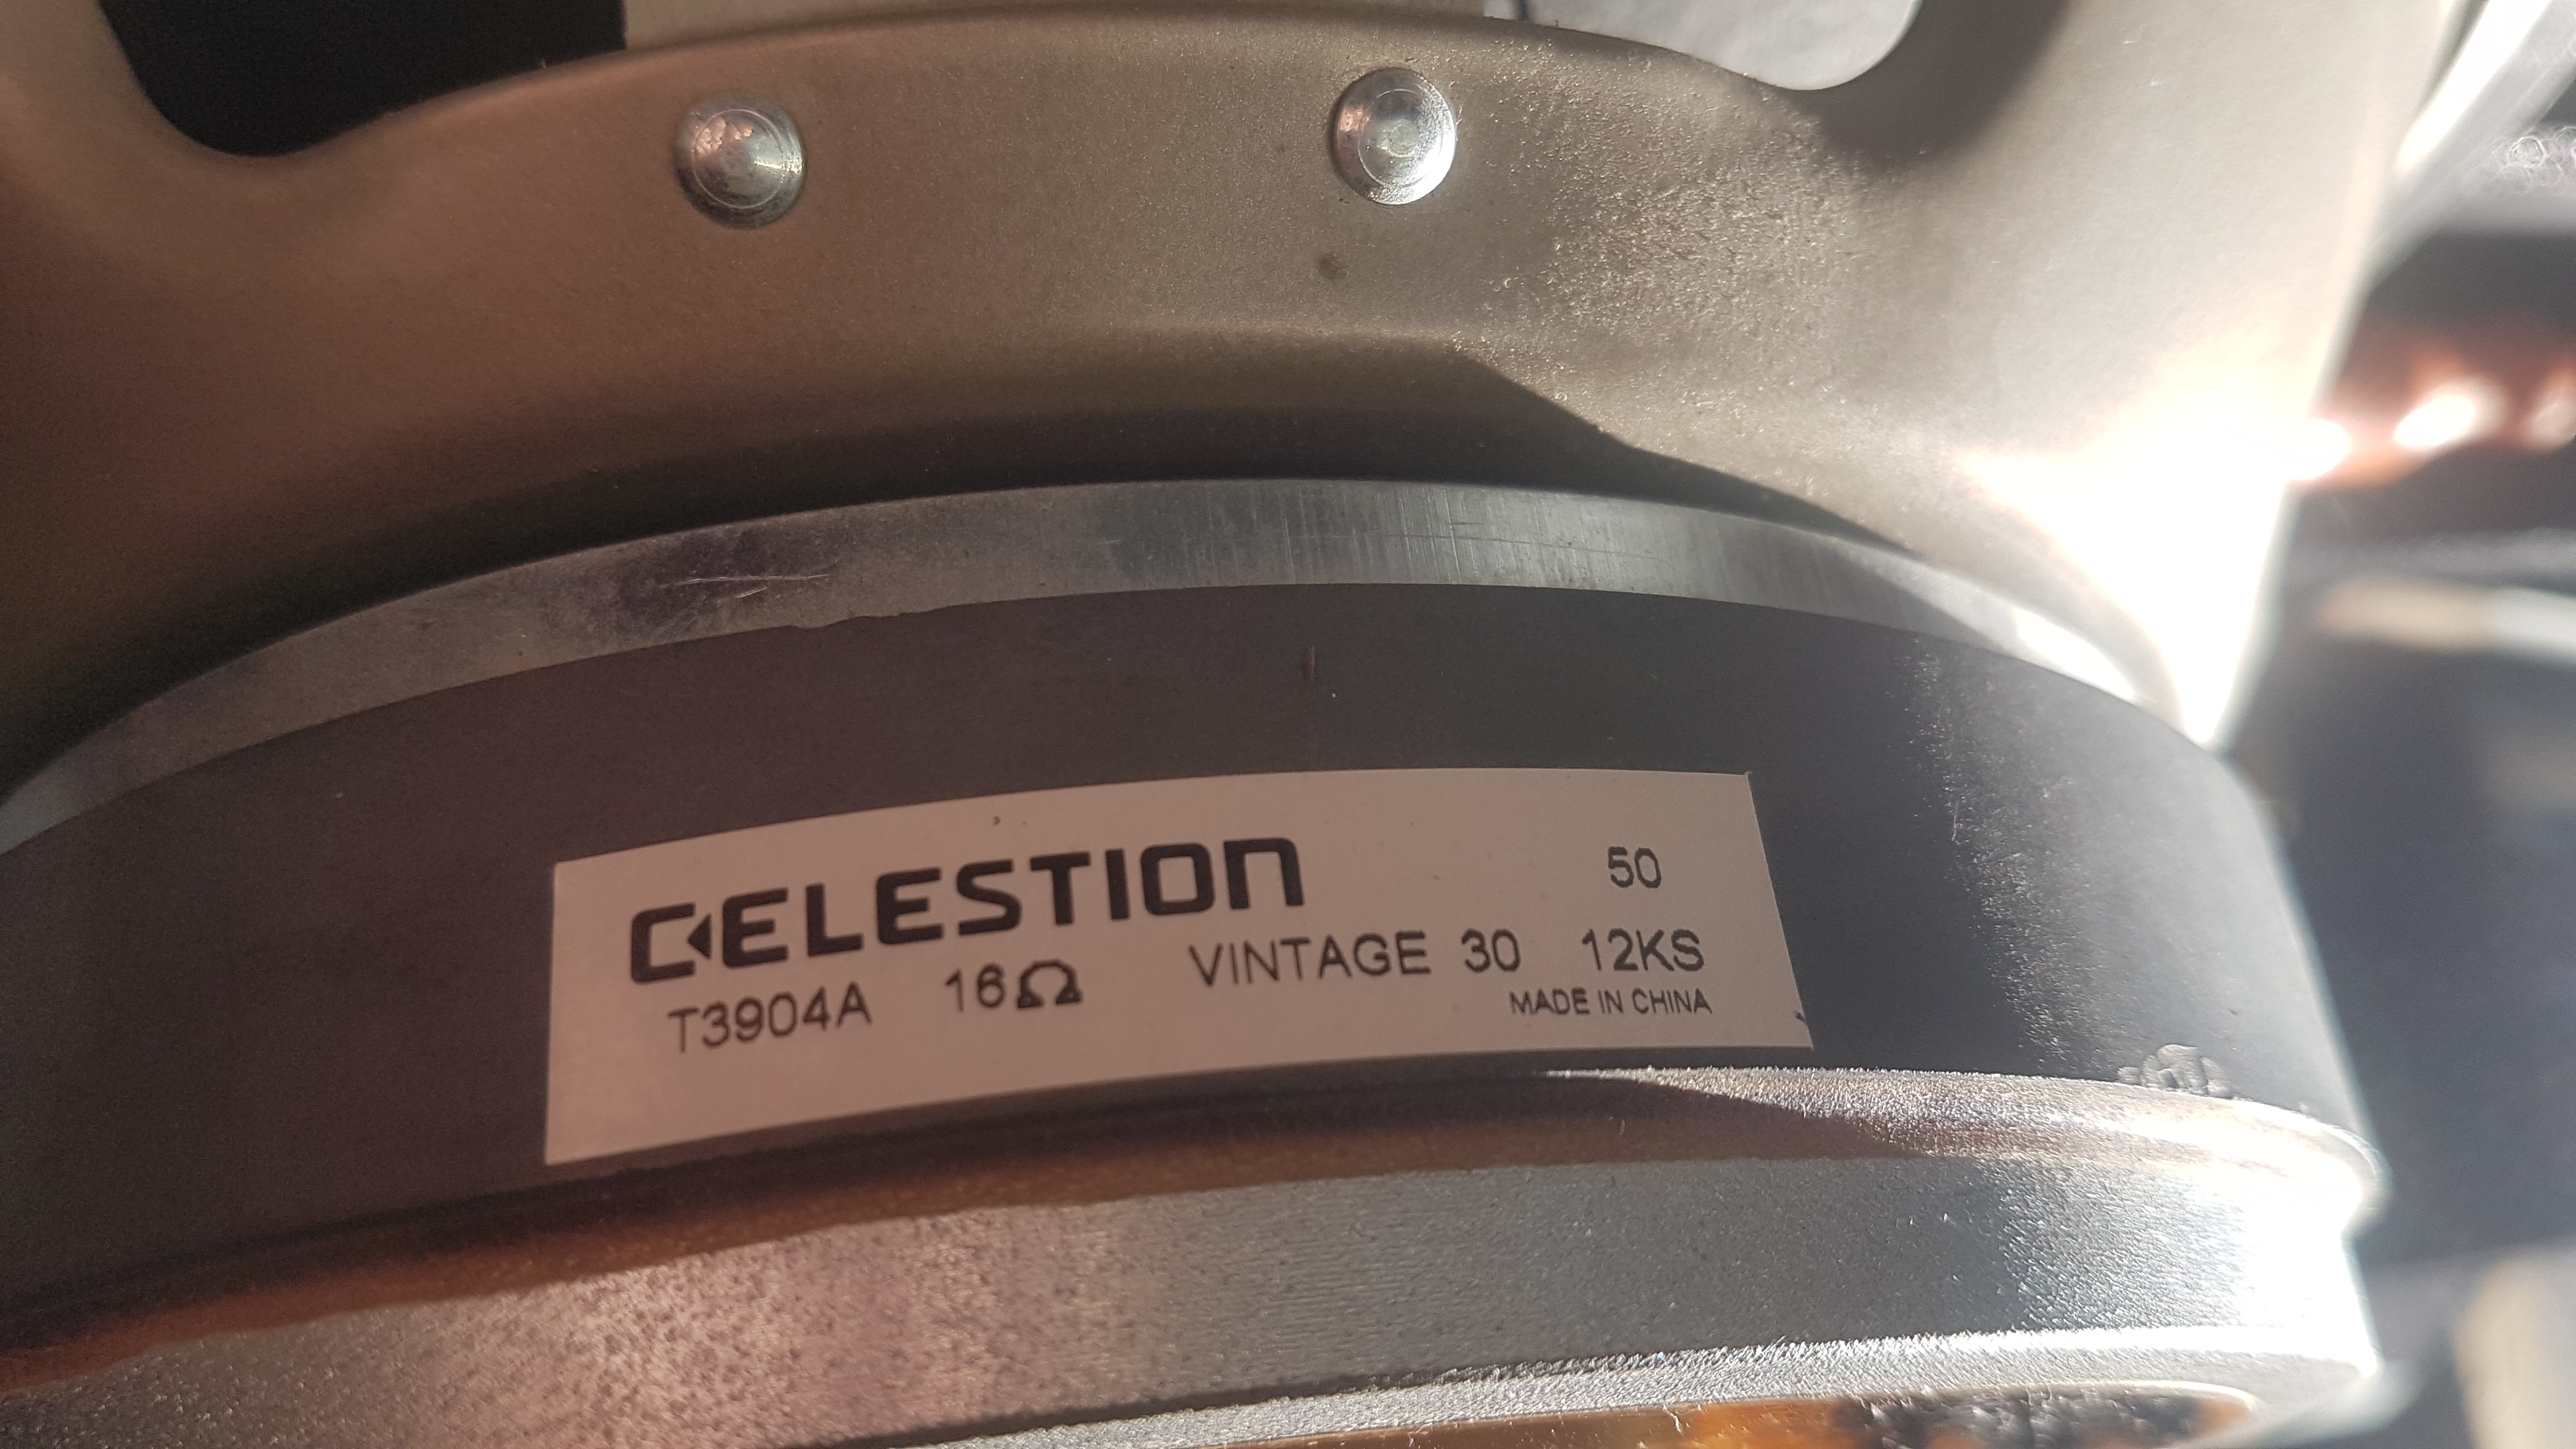 CELESTION 50
T3904A 16Ω VINTAGE 30 12KS
MADE IN CHINA